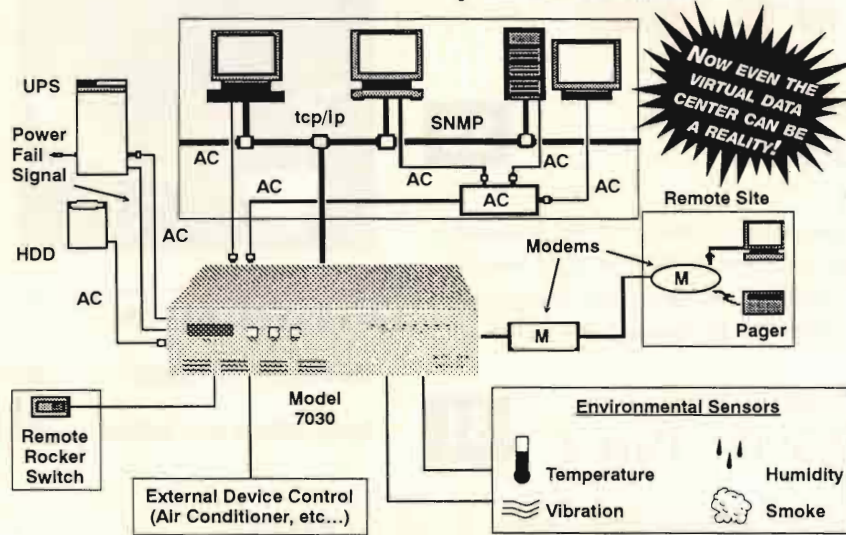 NOW EVEN THE
VIRTUAL DATA
CENTER CAN BE
A REALITY!
UPS
tcp/ip
SNMP
Power
Fail
Signal
AC
AC
AC
AC
AC
AC
Remote Site
HDD
AC
Modems
M
M
Pager
Model
7030
Remote
Rocker
Switch
External Device Control
(Air Conditioner, etc...)
Environmental Sensors
Temperature
Humidity
Vibration
Smoke